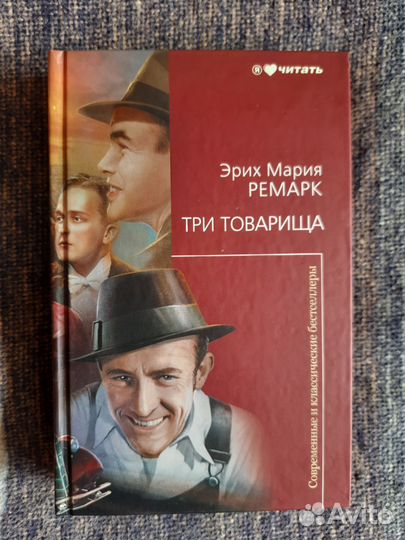 Я❤читать
Эрих Мария
РЕМАРК
ТРИ ТОВАРИЩА
Современные и классические бестселлеры
Avito